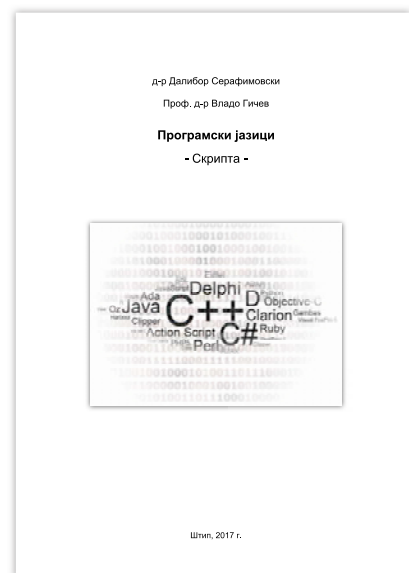 д-р Далибор Серафимовски
Проф. д-р Владо Гичев
Програмски јазици
- Скрипта -
Delphi
Ada
D Objective-C
Java
C++
Clarion
Clipper
C#
Ruby
Action Script
Perl
Штип, 2017 г.